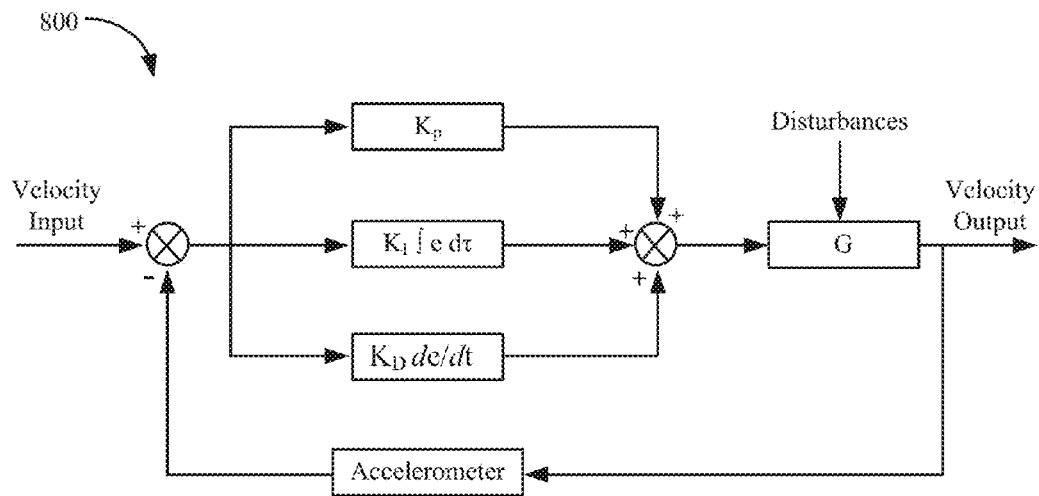 800
K_p
Disturbances
Velocity
Input
Velocity
Output
+
-
K_i ∫ e dτ
+
+
+
G
K_D de/dt
Accelerometer